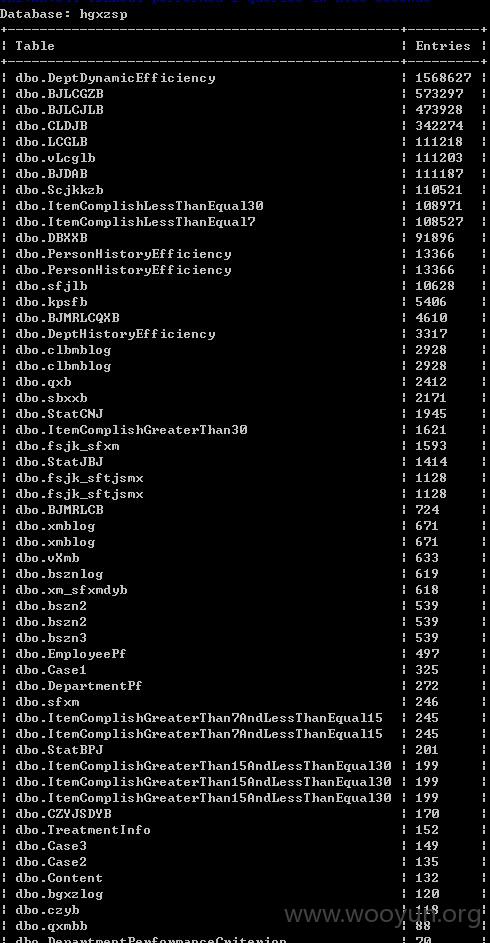 Database: hgxzsp
| Table | Entries |
| dbo.DeptDynamicEfficiency | 1568627 |
| dbo.BJLCGZB | 573297 |
| dbo.BJLCJLB | 473928 |
| dbo.CLDJB | 342274 |
| dbo.LCGLB | 111218 |
| dbo.vLcglb | 111203 |
| dbo.BJDAB | 111187 |
| dbo.Scjkkzb | 110521 |
| dbo.ItemComplishLessThanEqual30 | 108971 |
| dbo.ItemComplishLessThanEqual7 | 108527 |
| dbo.DBXXB | 91896 |
| dbo.PersonHistoryEfficiency | 13366 |
| dbo.PersonHistoryEfficiency | 13366 |
| dbo.sfjlb | 10628 |
| dbo.kpsfb | 5406 |
| dbo.BJMRLCQXB | 4610 |
| dbo.DeptHistoryEfficiency | 3317 |
| dbo.clbmblog | 2928 |
| dbo.clbmblog | 2928 |
| dbo.qxb | 2412 |
| dbo.sbxxb | 2171 |
| dbo.StatCNJ | 1945 |
| dbo.ItemComplishGreaterThan30 | 1621 |
| dbo.fsjk_sfxm | 1593 |
| dbo.StatJBJ | 1414 |
| dbo.fsjk_sftjsmx | 1128 |
| dbo.fsjk_sftjsmx | 1128 |
| dbo.BJMRLCB | 724 |
| dbo.xmblog | 671 |
| dbo.xmblog | 671 |
| dbo.vXmb | 633 |
| dbo.bsznlog | 619 |
| dbo.xm_sfxmdyb | 618 |
| dbo.bszn2 | 539 |
| dbo.bszn2 | 539 |
| dbo.bszn3 | 539 |
| dbo.EmployeePf | 497 |
| dbo.Case1 | 325 |
| dbo.DepartmentPf | 272 |
| dbo.sfxm | 246 |
| dbo.ItemComplishGreaterThan7AndLessThanEqual15 | 245 |
| dbo.ItemComplishGreaterThan7AndLessThanEqual15 | 245 |
| dbo.StatBPJ | 201 |
| dbo.ItemComplishGreaterThan15AndLessThanEqual30 | 199 |
| dbo.ItemComplishGreaterThan15AndLessThanEqual30 | 199 |
| dbo.ItemComplishGreaterThan15AndLessThanEqual30 | 199 |
| dbo.CZYJSDYB | 170 |
| dbo.TreatmentInfo | 152 |
| dbo.Case3 | 149 |
| dbo.Case2 | 135 |
| dbo.Content | 132 |
| dbo.bgxzlog | 120 |
| dbo.czyb | 118 |
| dbo.qxmbb | 88 |
| dbo.DepartmentPerformanceCriterion | 70 |
www.wooyun.org